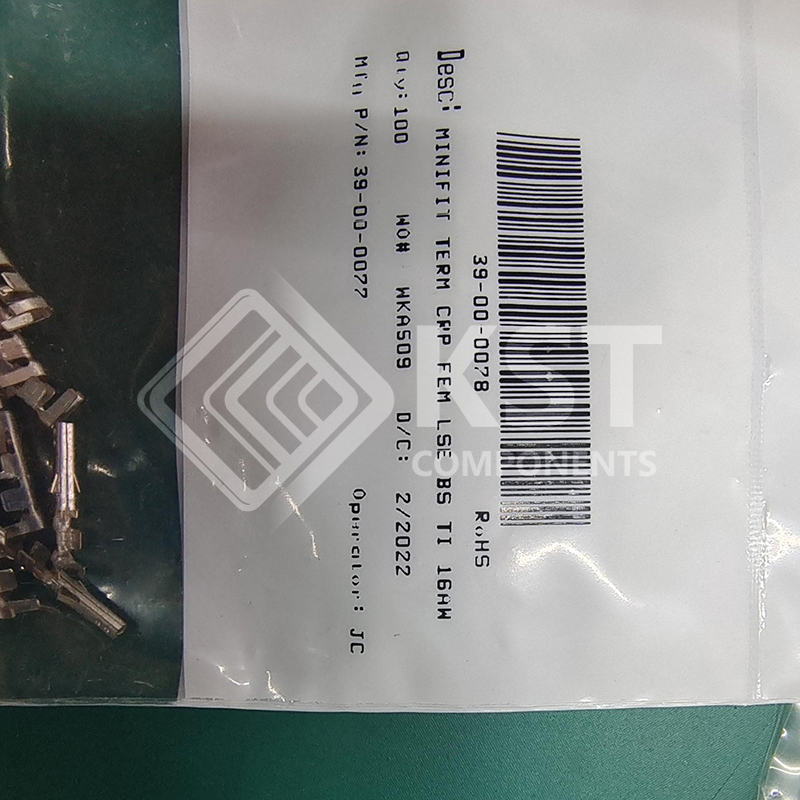 39-00-0078 RoHS
Desc: MINIFIT TERM CRP FEM LSE BS TI 16AW
Qty: 100 WO# WKA509 D/C: 2/2022
Mfg P/N: 39-00-0077 Operator: JC
KST
COMPONENTS